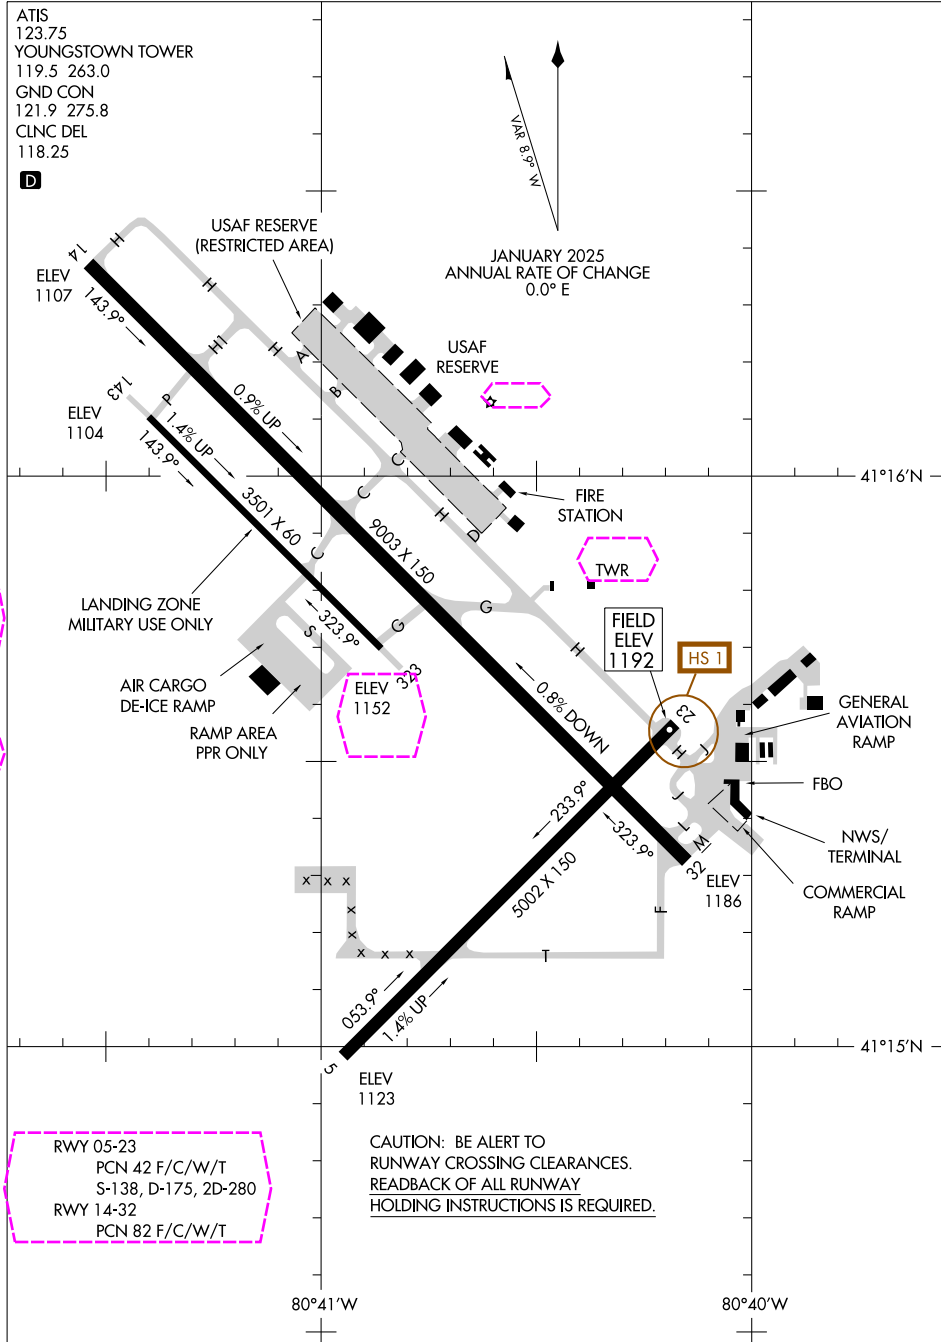 ATIS
123.75
YOUNGSTOWN TOWER
119.5 263.0
GND CON
121.9 275.8
CLNC DEL
118.25
D
VAR 8.9° W
JANUARY 2025
ANNUAL RATE OF CHANGE
0.0° E
USAF RESERVE
(RESTRICTED AREA)
H
14
ELEV
1107
143.9°
H
H1
H
A
B
USAF
RESERVE
143
P
ELEV
1104
0.9% UP
1.4% UP
143.9°
C
C
41°16'N
3501 X 60
9003 X 150
H
D
FIRE
STATION
C
TWR
LANDING ZONE
MILITARY USE ONLY
323.9°
S
G
G
H
FIELD
ELEV
1192
HS 1
323
AIR CARGO
DE-ICE RAMP
ELEV
1152
RAMP AREA
PPR ONLY
0.8% DOWN
23
H
J
GENERAL
AVIATION
RAMP
FBO
J
233.9°
323.9°
L
M
NWS/
TERMINAL
32
ELEV
1186
COMMERCIAL
RAMP
5002 X 150
X X X
X
X
X X X
F
T
053.9°
1.4% UP
41°15'N
5
ELEV
1123
RWY 05-23
PCN 42 F/C/W/T
S-138, D-175, 2D-280
RWY 14-32
PCN 82 F/C/W/T
CAUTION: BE ALERT TO
RUNWAY CROSSING CLEARANCES.
READBACK OF ALL RUNWAY
HOLDING INSTRUCTIONS IS REQUIRED.
80°41'W
80°40'W